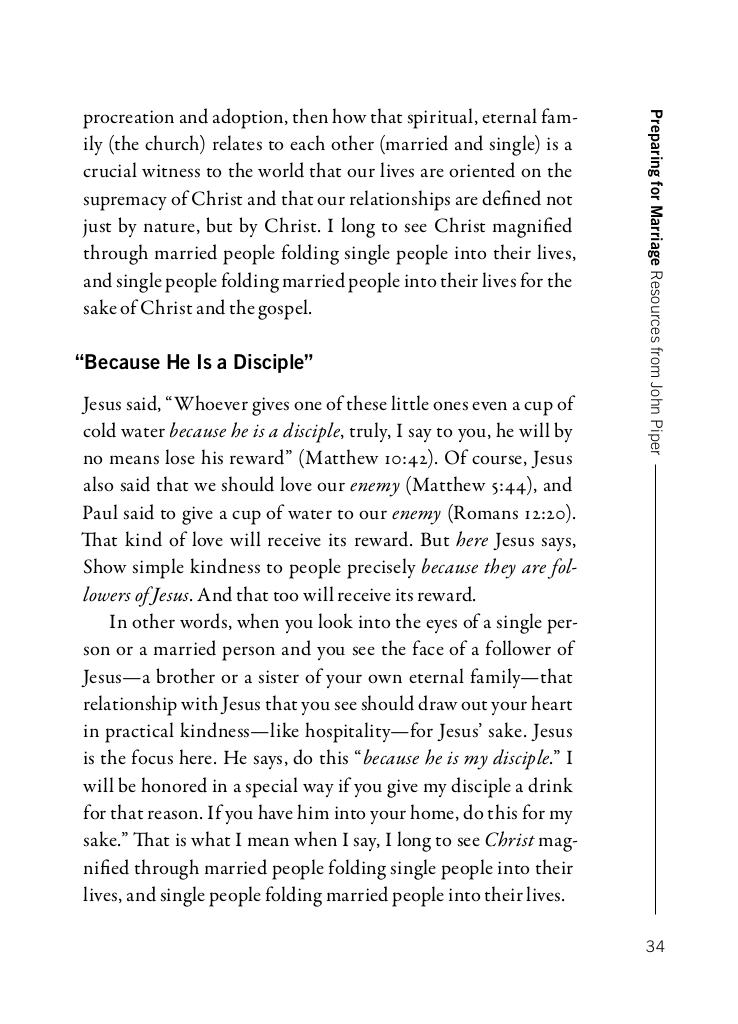 procreation and adoption, then how that spiritual, eternal fam-
ily (the church) relates to each other (married and single) is a
crucial witness to the world that our lives are oriented on the
supremacy of Christ and that our relationships are defined not
just by nature, but by Christ. I long to see Christ magnified
through married people folding single people into their lives,
and single people folding married people into their lives for the
sake of Christ and the gospel.
“Because He Is a Disciple”
Jesus said, “Whoever gives one of these little ones even a cup of
cold water because he is a disciple, truly, I say to you, he will by
no means lose his reward” (Matthew 10:42). Of course, Jesus
also said that we should love our enemy (Matthew 5:44), and
Paul said to give a cup of water to our enemy (Romans 12:20).
That kind of love will receive its reward. But here Jesus says,
Show simple kindness to people precisely because they are fol-
lowers of Jesus. And that too will receive its reward.
In other words, when you look into the eyes of a single per-
son or a married person and you see the face of a follower of
Jesus—a brother or a sister of your own eternal family—that
relationship with Jesus that you see should draw out your heart
in practical kindness—like hospitality—for Jesus’ sake. Jesus
is the focus here. He says, do this “because he is my disciple.” I
will be honored in a special way if you give my disciple a drink
for that reason. If you have him into your home, do this for my
sake.” That is what I mean when I say, I long to see Christ mag-
nified through married people folding single people into their
lives, and single people folding married people into their lives.
Preparing for Marriage Resources from John Piper
34